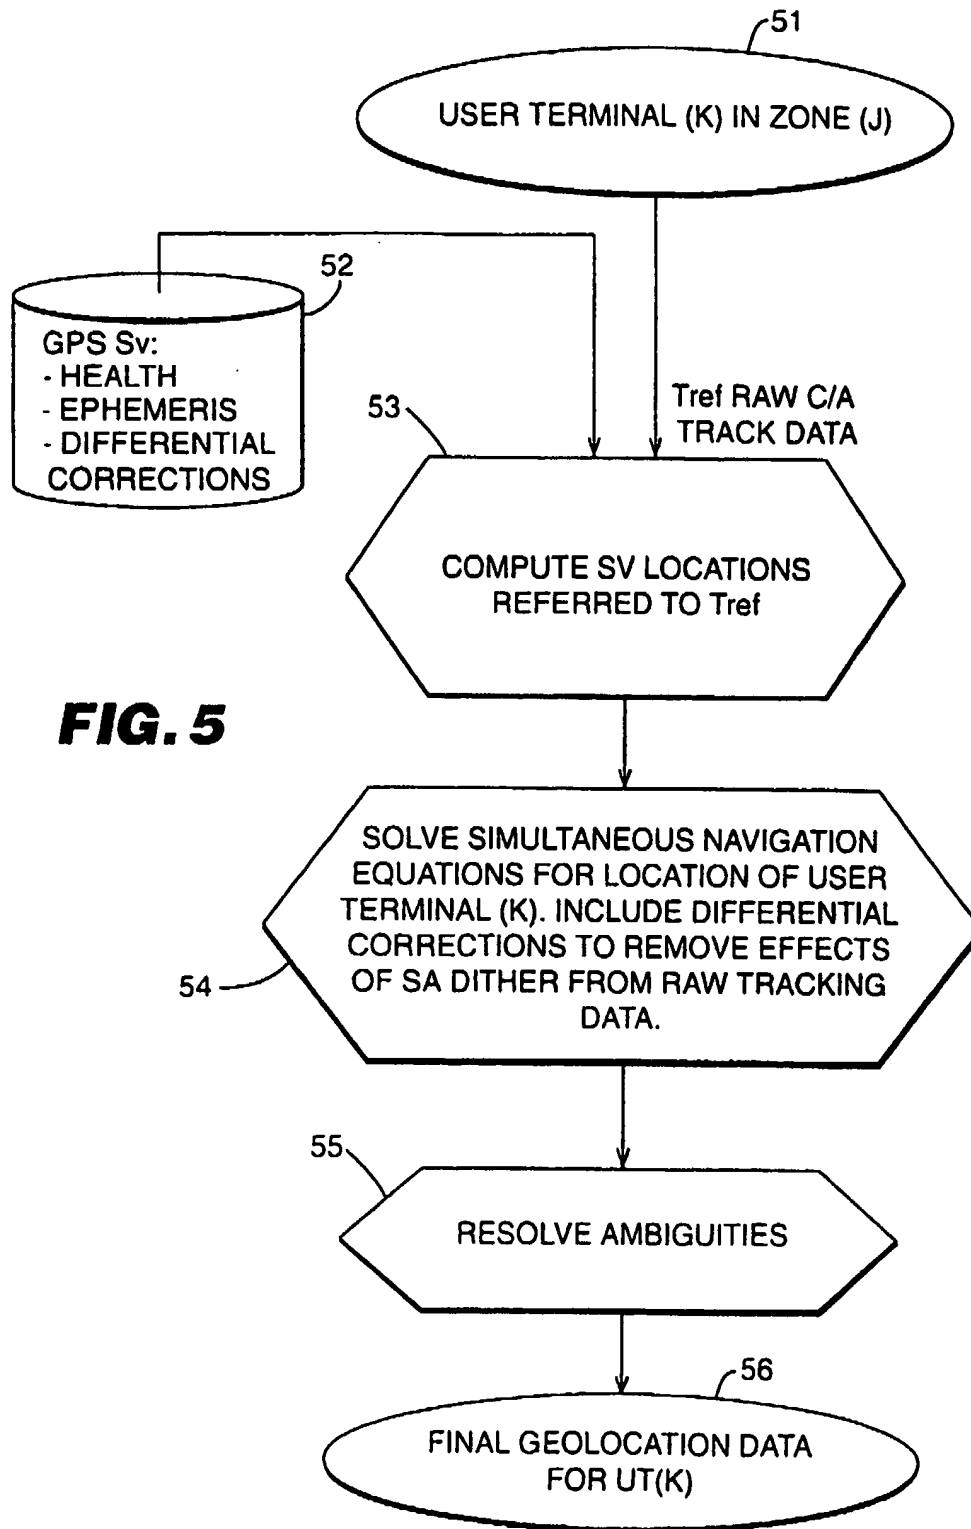 51
USER TERMINAL (K) IN ZONE (J)
52
GPS Sv:
- HEALTH
- EPHEMERIS
- DIFFERENTIAL
CORRECTIONS
Tref RAW C/A
TRACK DATA
53
COMPUTE SV LOCATIONS
REFERRED TO Tref
FIG. 5
SOLVE SIMULTANEOUS NAVIGATION
EQUATIONS FOR LOCATION OF USER
TERMINAL (K). INCLUDE DIFFERENTIAL
CORRECTIONS TO REMOVE EFFECTS
OF SA DITHER FROM RAW TRACKING
DATA.
54
55
RESOLVE AMBIGUITIES
56
FINAL GEOLOCATION DATA
FOR UT(K)